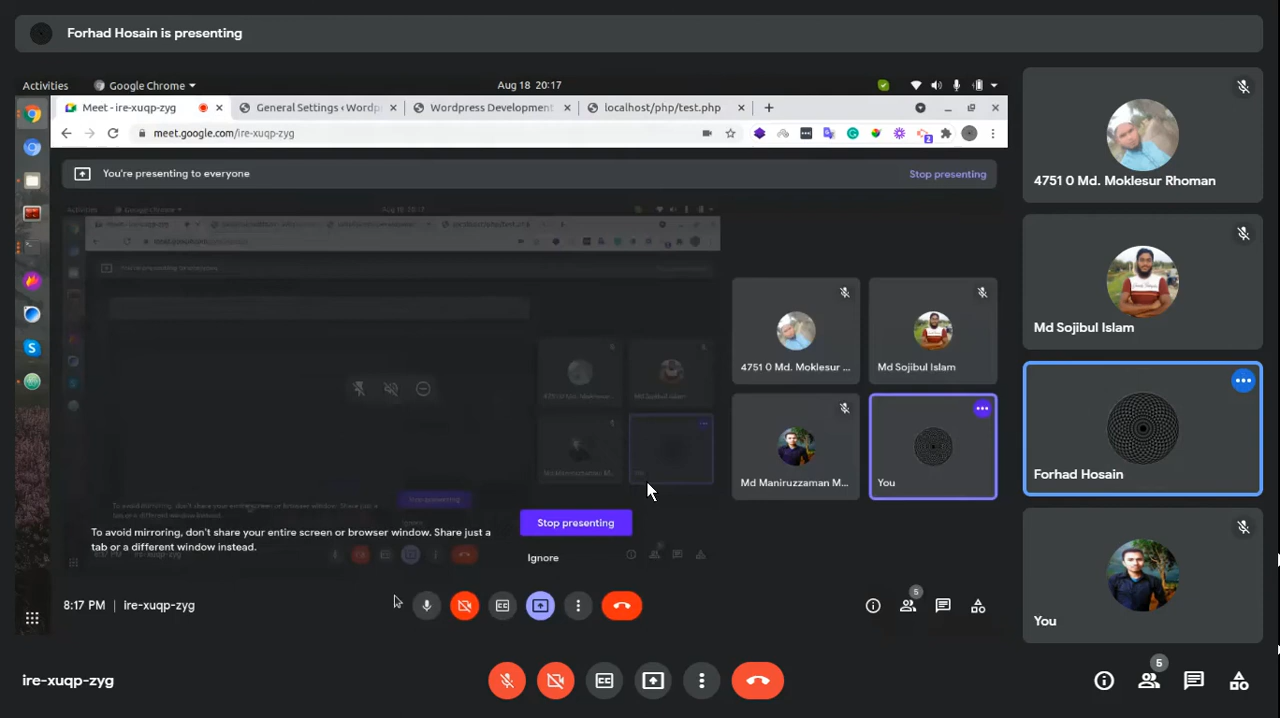 Forhad Hosain is presenting
Activities
Google Chrome
Aug 18 20:17
Meet - ire-xuqp-zyg
General Settings ‹ Wordp
Wordpress Development
localhost/php/test.php
meet.google.com/ire-xuqp-zyg
2
You're presenting to everyone
Stop presenting
4751 0 Md. Moklesur ...
Md Sojibul Islam
Md Maniruzzaman M...
You
To avoid mirroring, don't share your entire screen or browser window. Share just a
tab or a different window instead.
Stop presenting
Ignore
8:17 PM | ire-xuqp-zyg
5
4751 0 Md. Moklesur Rhoman
Md Sojibul Islam
Forhad Hosain
You
ire-xuqp-zyg
5